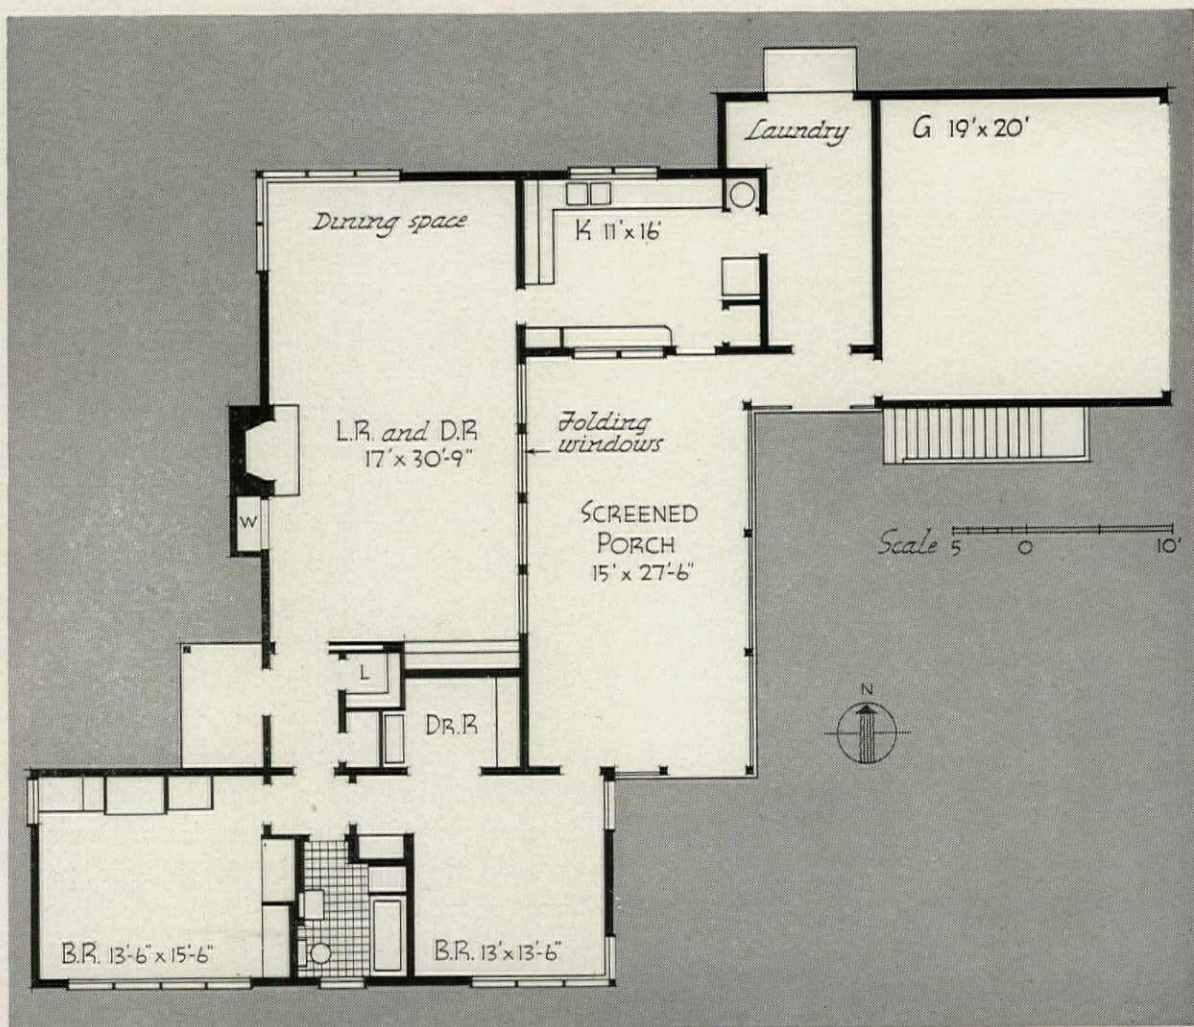 Laundry
G 19' x 20'
Dining space
K 11' x 16'
L.R. and D.R
17' x 30'-9"
Folding
windows
W
SCREENED
PORCH
15' x 27'-6"
Scale 5 0 10'
L
DR.R
N
B.R. 13'-6" x 15'-6"
B.R. 13' x 13'-6"